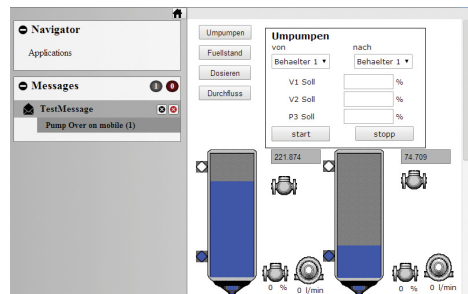 Navigator
Applications
Messages
1 0
TestMessage
Pump Over on mobile (1)
Umpumpen
Fuellstand
Dosieren
Durchfluss
Umpumpen
von nach
Behaelter 1 Behaelter 1
V1 Soll %
V2 Soll %
P3 Soll %
start stopp
221.874 74.709
0 % 0 l/min 0 % 0 l/min